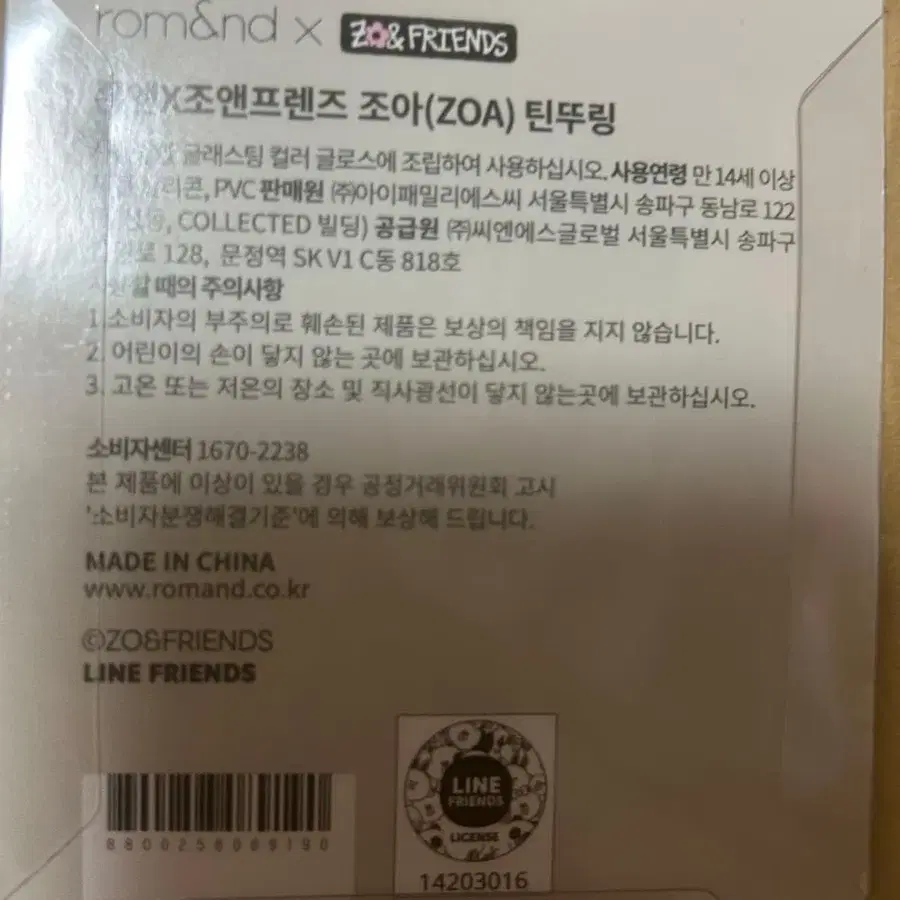 rom&nd × ZO&FRIENDS
X조앤프렌즈 조아(ZOA) 틴뚜링
글래스팅 컬러 글로스에 조립하여 사용하십시오. 사용연령 만 14세 이상
PVC 판매원 ㈜아이패밀리에스씨 서울특별시 송파구 동남로 122
COLLECTED 빌딩) 공급원 ㈜씨엔에스글로벌 서울특별시 송파구
128, 문정역 SK V1 C동 818호
때의 주의사항
1. 소비자의 부주의로 훼손된 제품은 보상의 책임을 지지 않습니다.
2. 어린이의 손이 닿지 않는 곳에 보관하십시오.
3. 고온 또는 저온의 장소 및 직사광선이 닿지 않는곳에 보관하십시오.
소비자센터 1670-2238
본 제품에 이상이 있을 경우 공정거래위원회 고시
'소비자분쟁해결기준'에 의해 보상해 드립니다.
MADE IN CHINA
www.romand.co.kr
©ZO&FRIENDS
LINE FRIENDS
LINE
FRIENDS
LICENSE
14203016